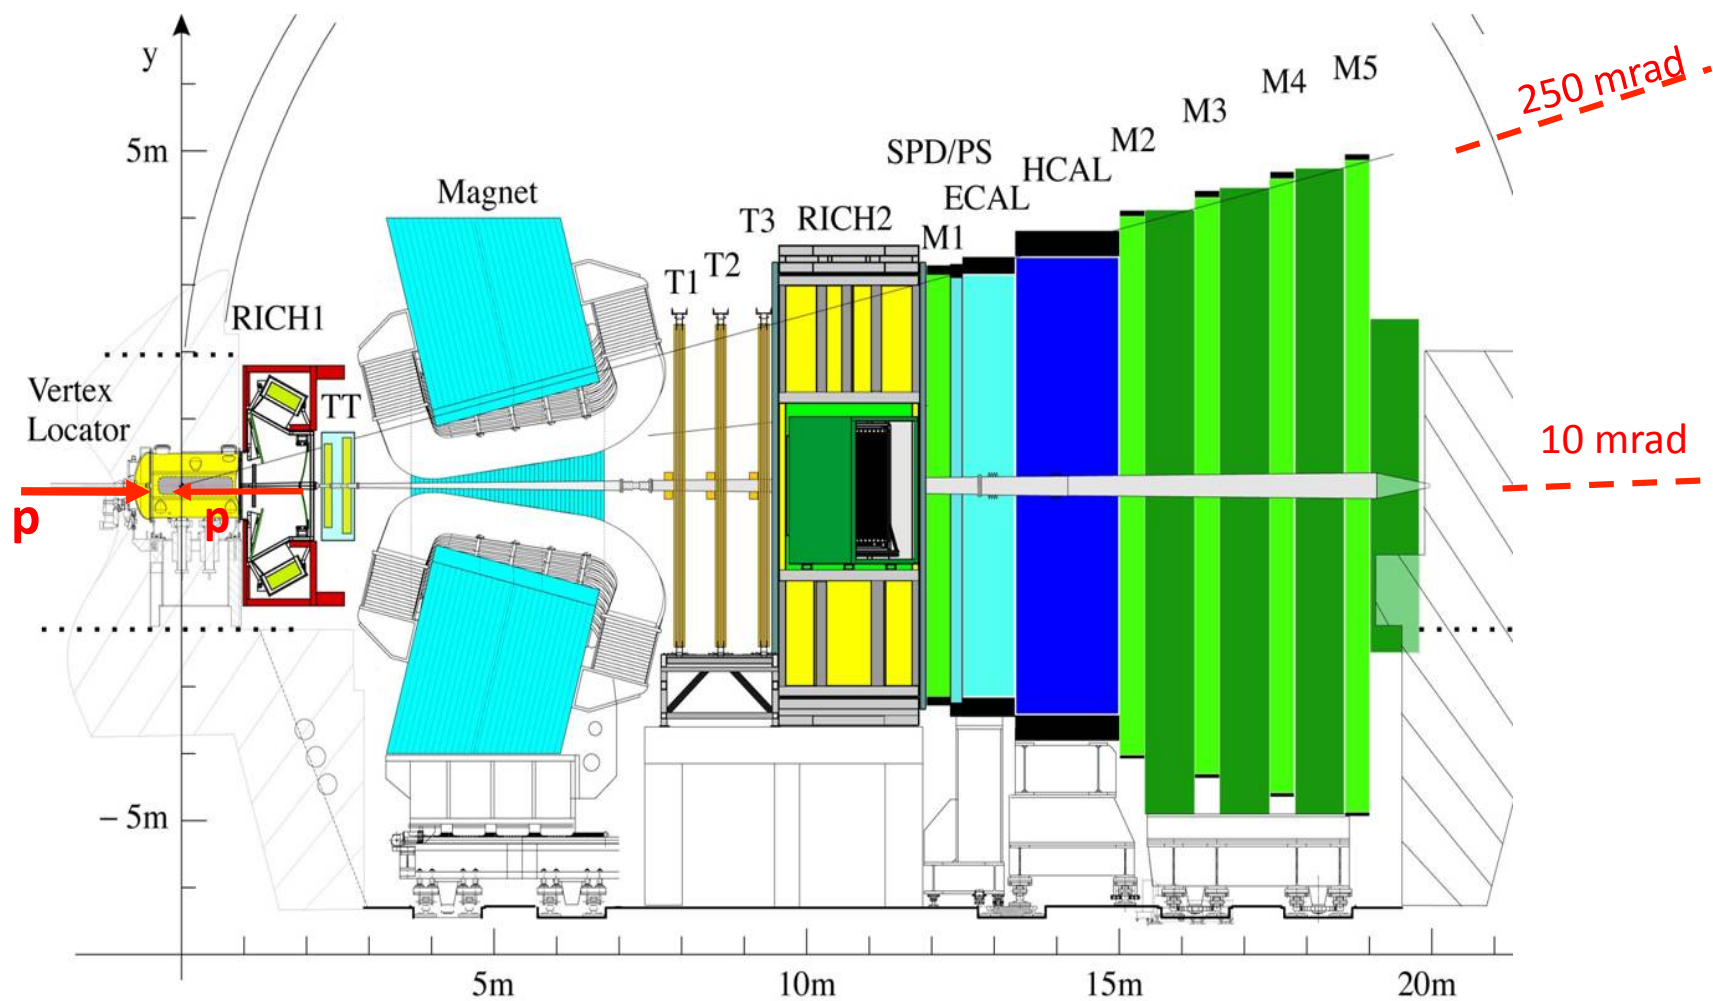 y
5m
M5
M4
250 mrad
M3
M2
SPD/PS
HCAL
ECAL
Magnet
T3
RICH2
M1
T2
T1
RICH1
Vertex
Locator
TT
10 mrad
p
p
− 5m
5m
10m
15m
20m